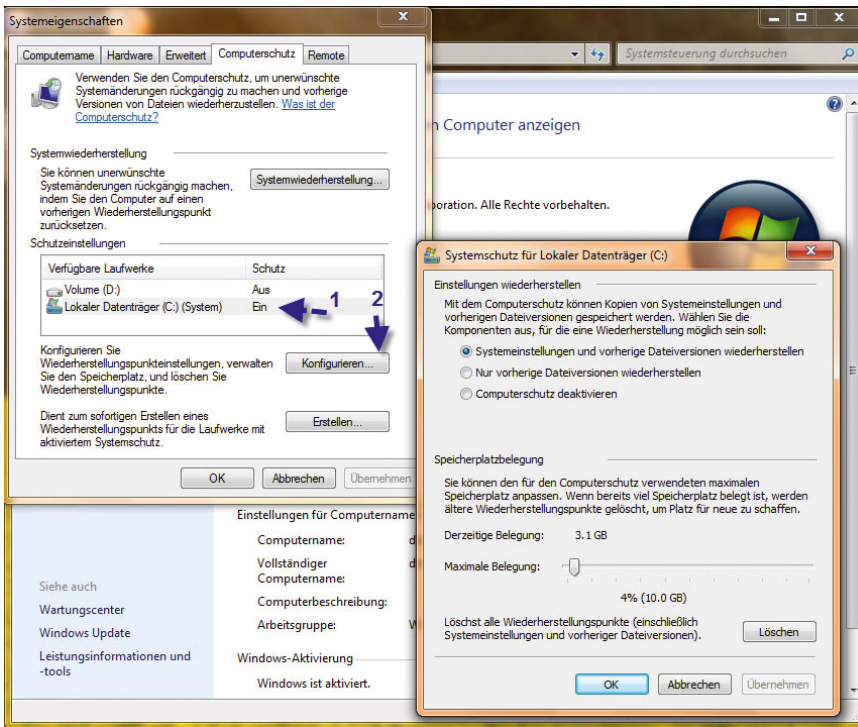 Systemeigenschaften
Computername
Hardware
Erweitert
Computerschutz
Remote
Verwenden Sie den Computerschutz, um unerwünschte
Systemänderungen rückgängig zu machen und vorherige
Versionen von Dateien wiederherzustellen. Was ist der
Computerschutz?
Systemwiederherstellung
Sie können unerwünschte
Systemänderungen rückgängig machen,
indem Sie den Computer auf einen
vorherigen Wiederherstellungspunkt
zurücksetzen.
Systemwiederherstellung...
Schutzeinstellungen
Verfügbare Laufwerke Schutz
Volume (D:) Aus
Lokaler Datenträger (C:) (System) Ein
1
2
Konfigurieren Sie
Wiederherstellungspunkteinstellungen, verwalten
Sie den Speicherplatz, und löschen Sie
Wiederherstellungspunkte.
Konfigurieren...
Dient zum sofortigen Erstellen eines
Wiederherstellungspunkts für die Laufwerke mit
aktiviertem Systemschutz.
Erstellen...
OK
Abbrechen
Übernehmen
Systemsteuerung durchsuchen
n Computer anzeigen
poration. Alle Rechte vorbehalten.
Systemschutz für Lokaler Datenträger (C:)
Einstellungen wiederherstellen
Mit dem Computerschutz können Kopien von Systemeinstellungen und
vorherigen Dateiversionen gespeichert werden. Wählen Sie die
Komponenten aus, für die eine Wiederherstellung möglich sein soll:
Systemeinstellungen und vorherige Dateiversionen wiederherstellen
Nur vorherige Dateiversionen wiederherstellen
Computerschutz deaktivieren
Speicherplatzbelegung
Sie können den für den Computerschutz verwendeten maximalen
Speicherplatz anpassen. Wenn bereits viel Speicherplatz belegt ist, werden
ältere Wiederherstellungspunkte gelöscht, um Platz für neue zu schaffen.
Derzeitige Belegung: 3.1 GB
Maximale Belegung:
4% (10.0 GB)
Löschst alle Wiederherstellungspunkte (einschließlich
Systemeinstellungen und vorheriger Dateiversionen).
Löschen
OK
Abbrechen
Übernehmen
Einstellungen für Computername
Computername: d
Vollständiger d
Computername:
Computerbeschreibung:
Arbeitsgruppe: W
Windows-Aktivierung
Windows ist aktiviert.
Siehe auch
Wartungscenter
Windows Update
Leistungsinformationen und
-tools